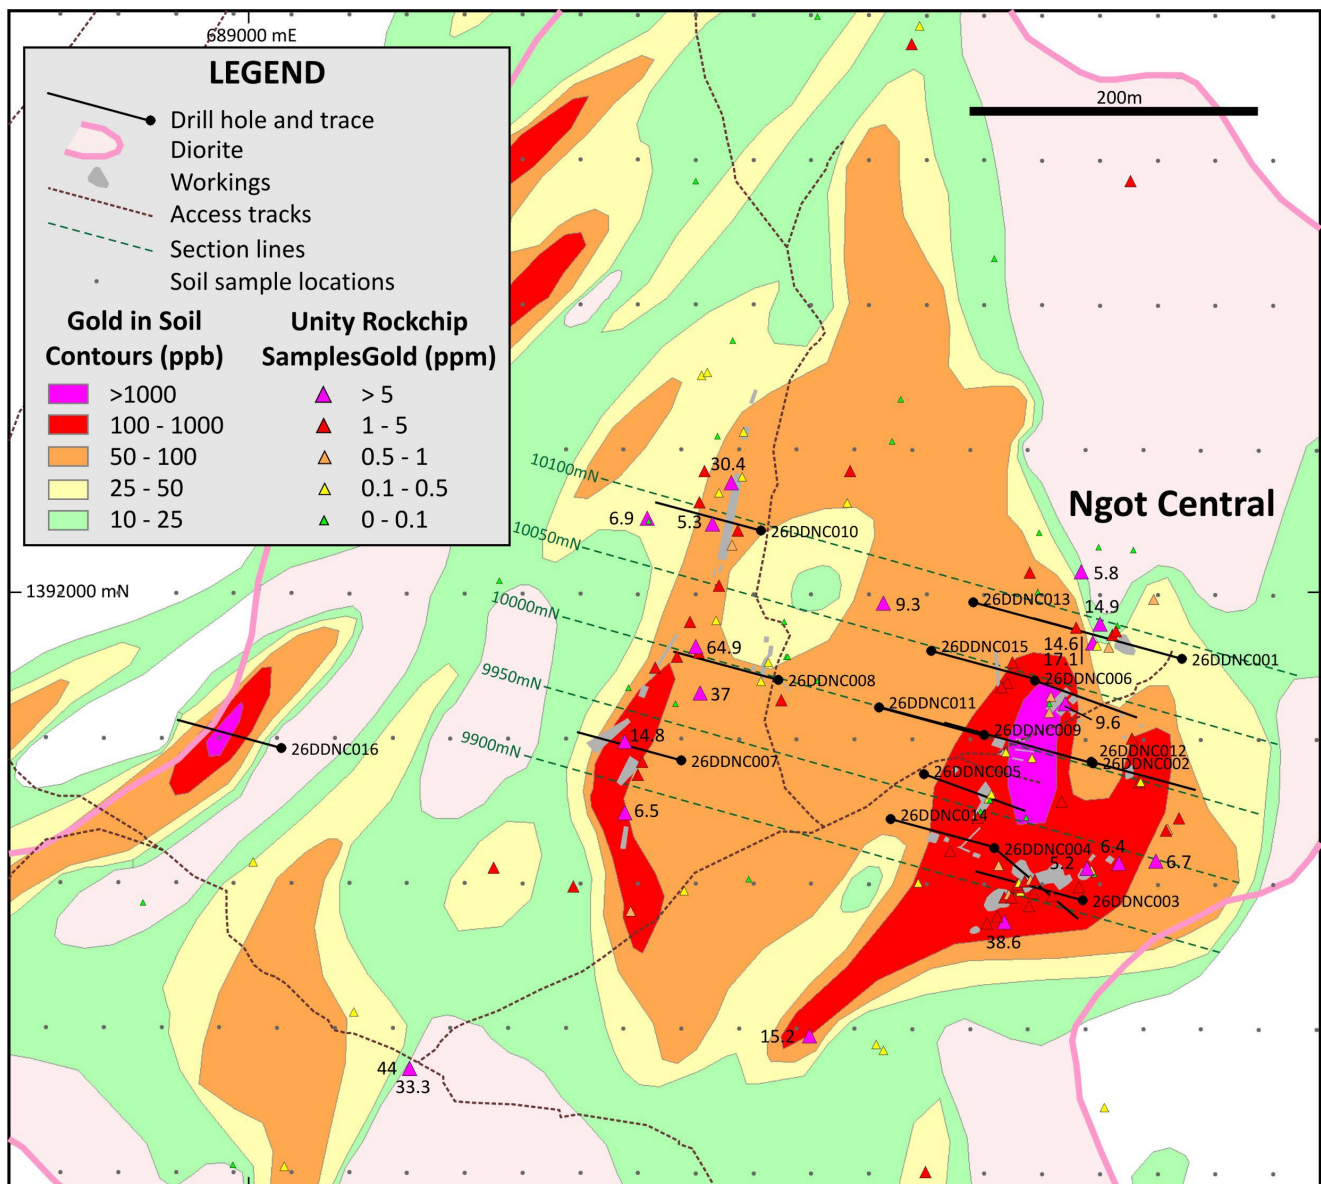 689000 mE
LEGEND
Drill hole and trace
Diorite
Workings
Access tracks
Section lines
Soil sample locations
Gold in Soil
Contours (ppb)
>1000
100 - 1000
50 - 100
25 - 50
10 - 25
Unity Rockchip
SamplesGold (ppm)
> 5
1 - 5
0.5 - 1
0.1 - 0.5
0 - 0.1
200m
Ngot Central
10100mN
10050mN
10000mN
9950mN
9900mN
1392000 mN
30.4
6.9
5.3
26DDNC010
5.8
9.3
26DDNC013
14.9
14.6
17.1
26DDNC001
64.9
26DDNC015
26DDNC008
26DDNC006
37
26DDNC011
9.6
26DDNC009
14.8
26DDNC016
26DDNC012
26DDNC002
26DDNC007
26DDNC005
6.5
26DDNC014
26DDNC004
6.4
5.2
6.7
26DDNC003
38.6
15.2
44
33.3